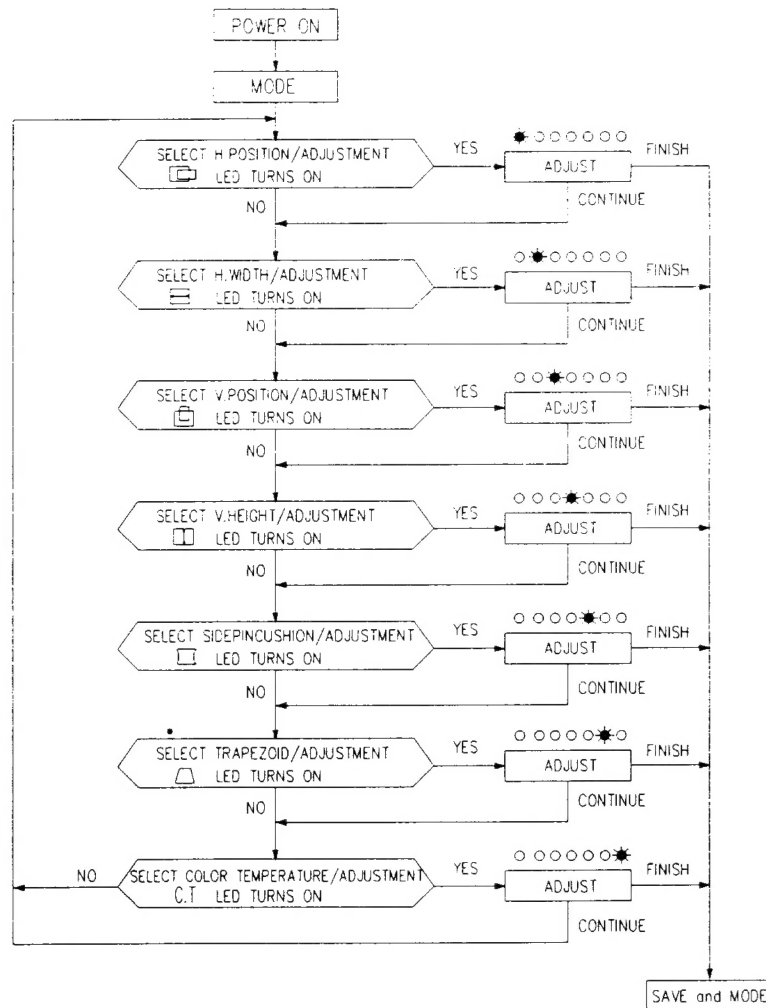 POWER ON
MODE
SELECT H.POSITION/ADJUSTMENT
LED TURNS ON
YES
ADJUST
FINISH
CONTINUE
NO
SELECT H.WIDTH/ADJUSTMENT
LED TURNS ON
YES
ADJUST
FINISH
CONTINUE
NO
SELECT V.POSITION/ADJUSTMENT
LED TURNS ON
YES
ADJUST
FINISH
CONTINUE
NO
SELECT V.HEIGHT/ADJUSTMENT
LED TURNS ON
YES
ADJUST
FINISH
CONTINUE
NO
SELECT SIDEPINCUSHION/ADJUSTMENT
LED TURNS ON
YES
ADJUST
FINISH
CONTINUE
NO
SELECT TRAPEZOID/ADJUSTMENT
LED TURNS ON
YES
ADJUST
FINISH
CONTINUE
NO
NO
SELECT COLOR TEMPERATURE/ADJUSTMENT
C.T LED TURNS ON
YES
ADJUST
FINISH
CONTINUE
SAVE and MODE